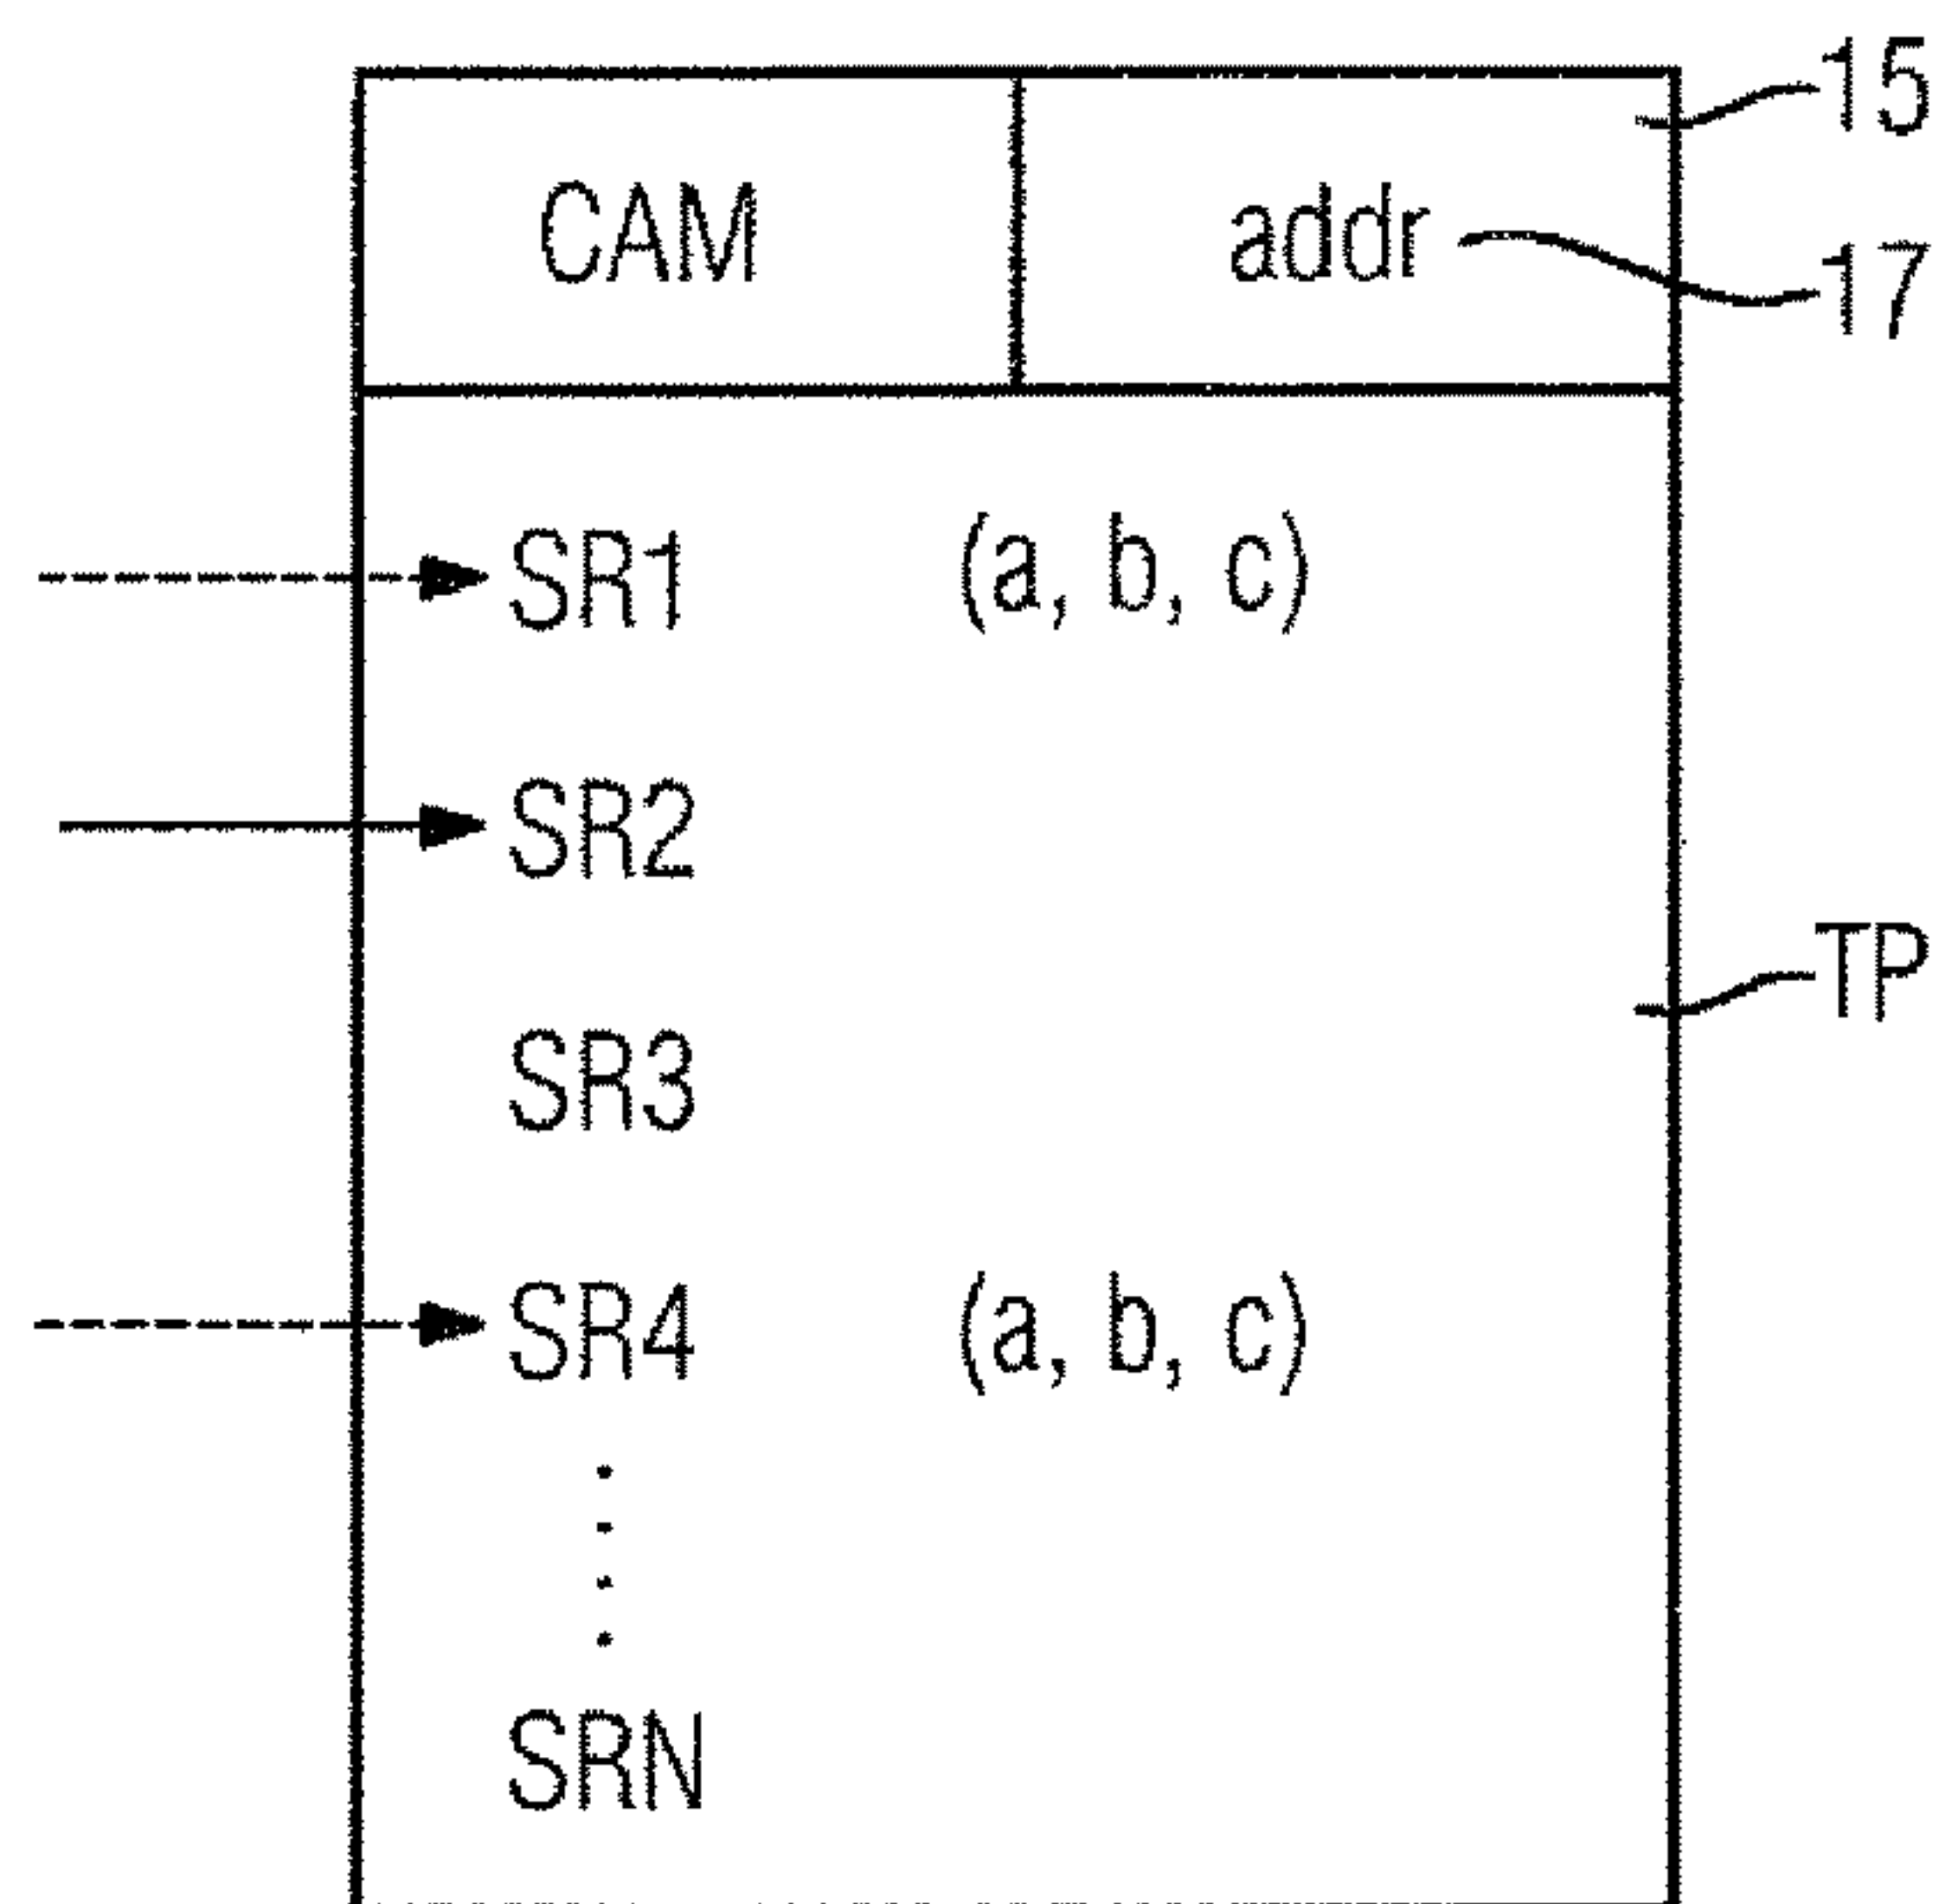 15
CAM addr
17
SR1 (a, b, c)
SR2
TP
SR3
SR4 (a, b, c)
SRN